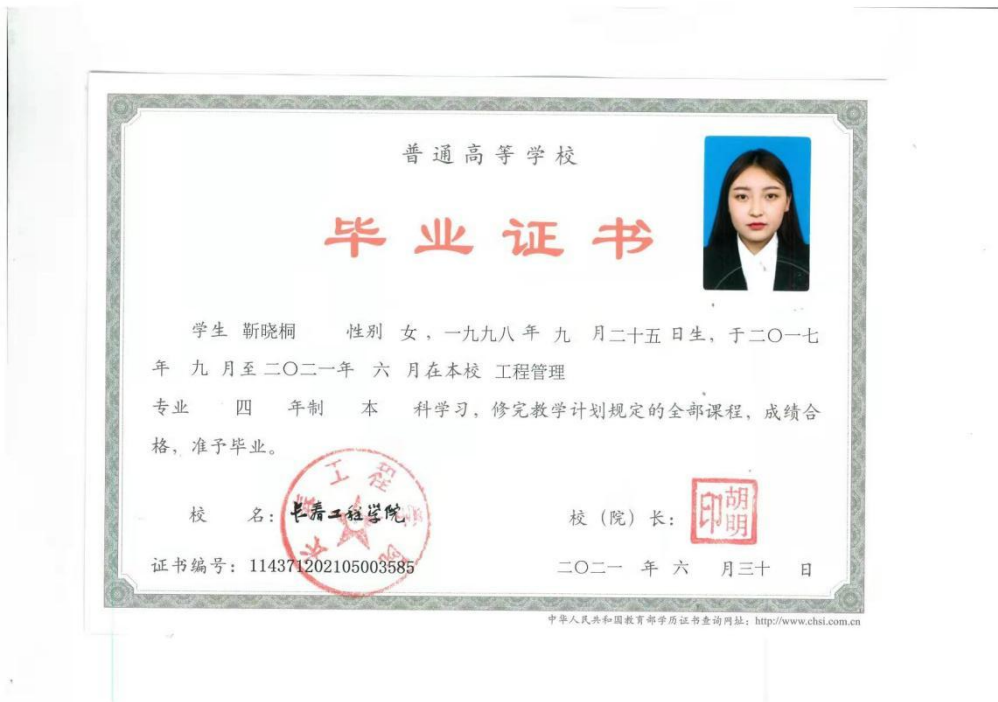 普通高等学校
毕业证书
学生 靳晓桐 性别 女，一九九八年 九 月二十五日生，于二〇一七
年 九 月至二〇二一年 六 月在本校 工程管理
专业 四 年制 本 科学习，修完教学计划规定的全部课程，成绩合
格，准予毕业。
校 名：长春工程学院
校（院）长：
胡明印
证书编号：114371202105003585
二〇二一 年 六 月三十 日
中华人民共和国教育部学历证书查询网址：http://www.chsi.com.cn